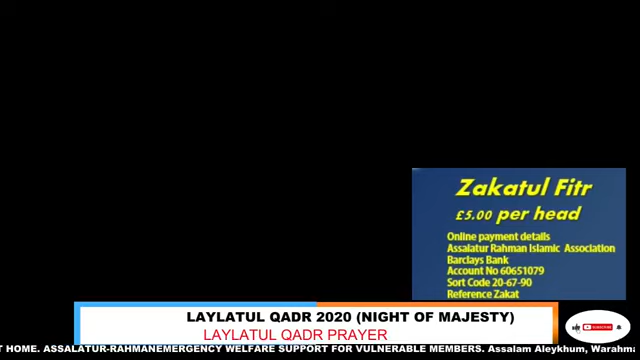 Zakatul Fitr
£5.00 per head
Online payment details
Assalatur Rahman Islamic Association
Barclays Bank
Account No 60651079
Sort Code 20-67-90
Reference Zakat
LAYLATUL QADR 2020 (NIGHT OF MAJESTY)
LAYLATUL QADR PRAYER
SUBSCRIBE
T HOME. ASSALATUR-RAHMANEMERGENCY WELFARE SUPPORT FOR VULNERABLE MEMBERS. Assalam Aleykhum, Warahm